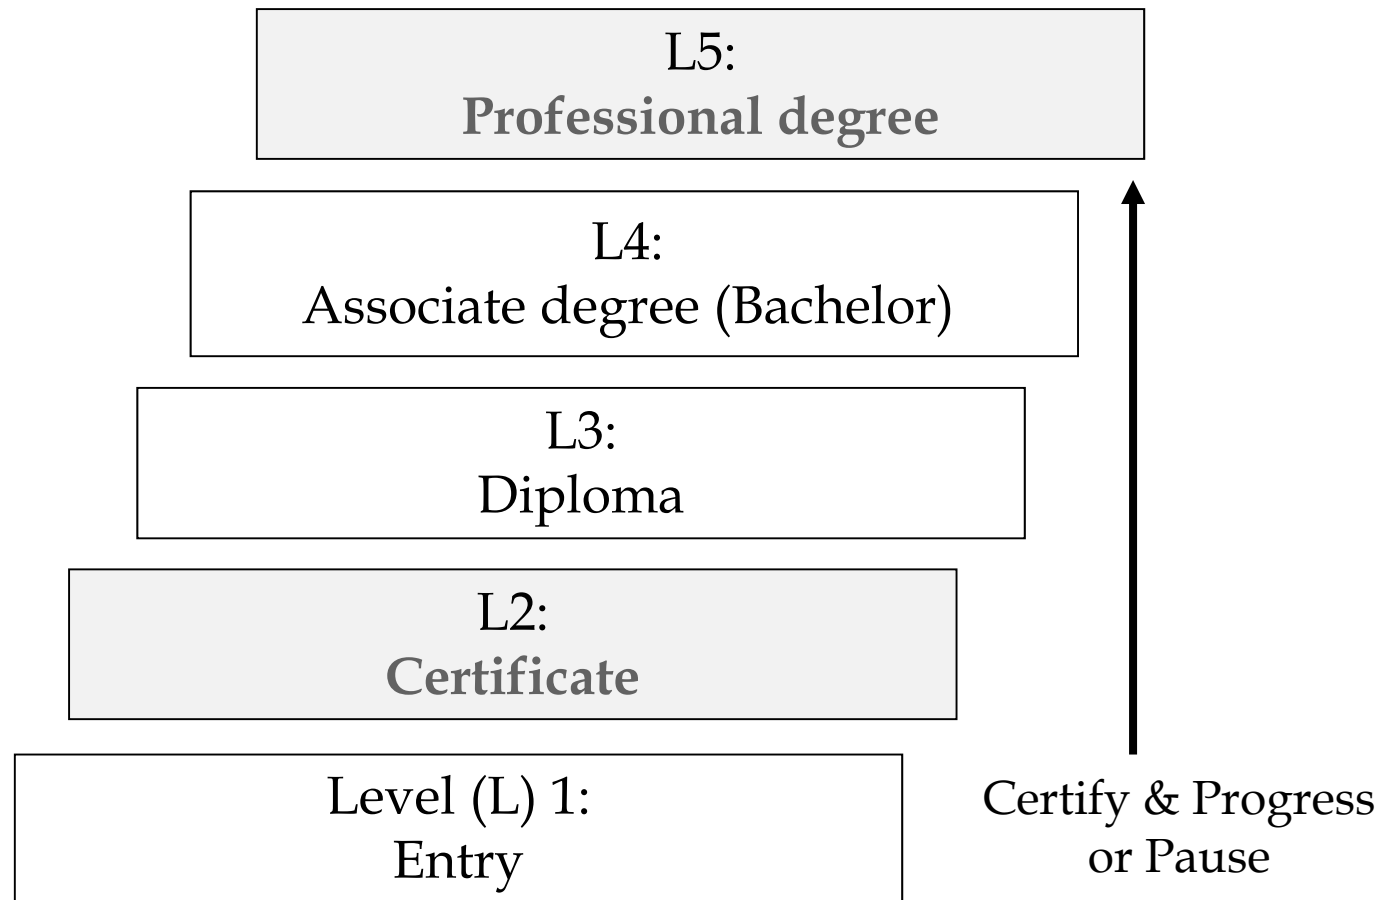 L5:
Professional degree
L4:
Associate degree (Bachelor)
L3:
Diploma
L2:
Certificate
Level (L) 1:
Entry
Certify & Progress
or Pause